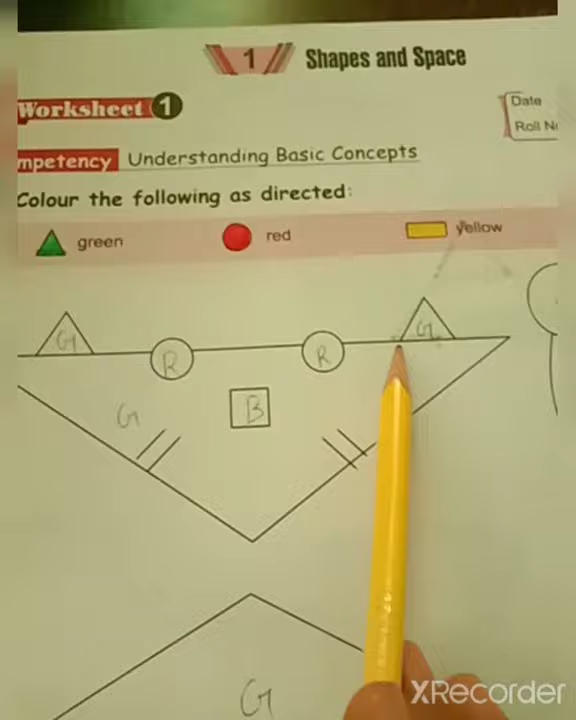 1 Shapes and Space
Worksheet 1
Date
Roll N
mpetency Understanding Basic Concepts
Colour the following as directed:
green red yellow
G G
R R
G B
G
XRecorder